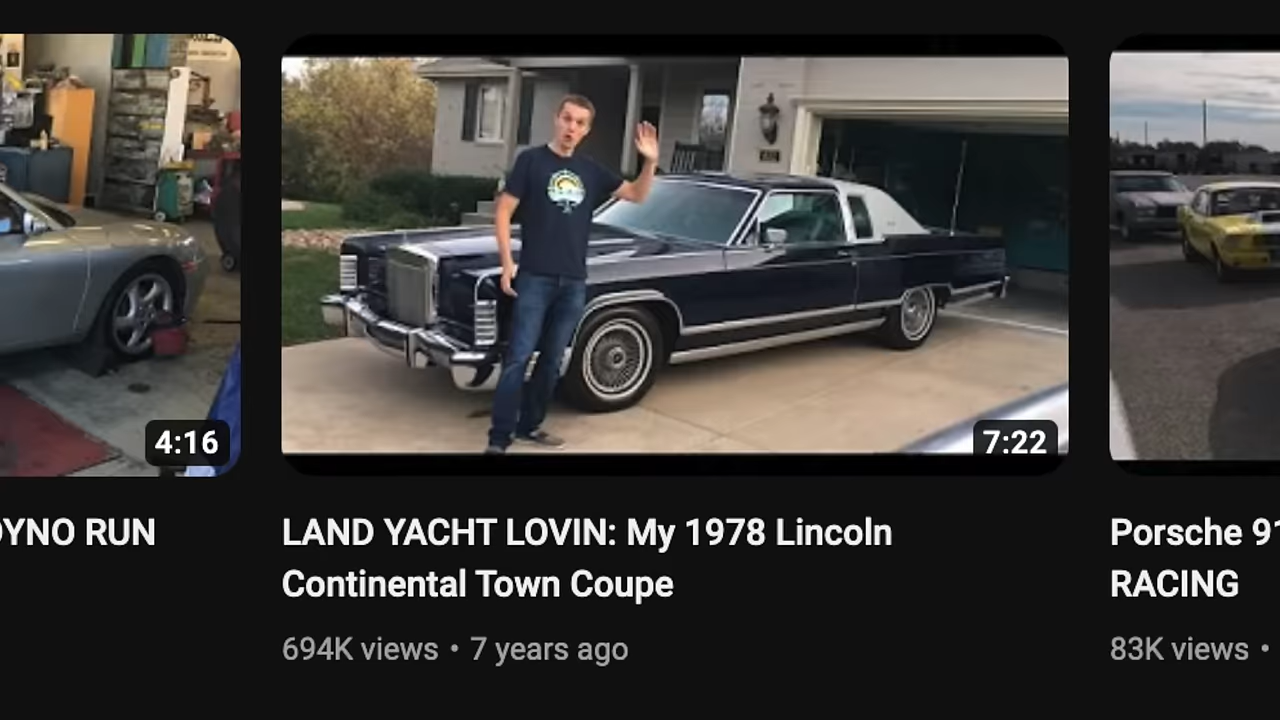 4:16
7:22
DYNO RUN
LAND YACHT LOVIN: My 1978 Lincoln
Continental Town Coupe
694K views • 7 years ago
Porsche
RACING
83K views •